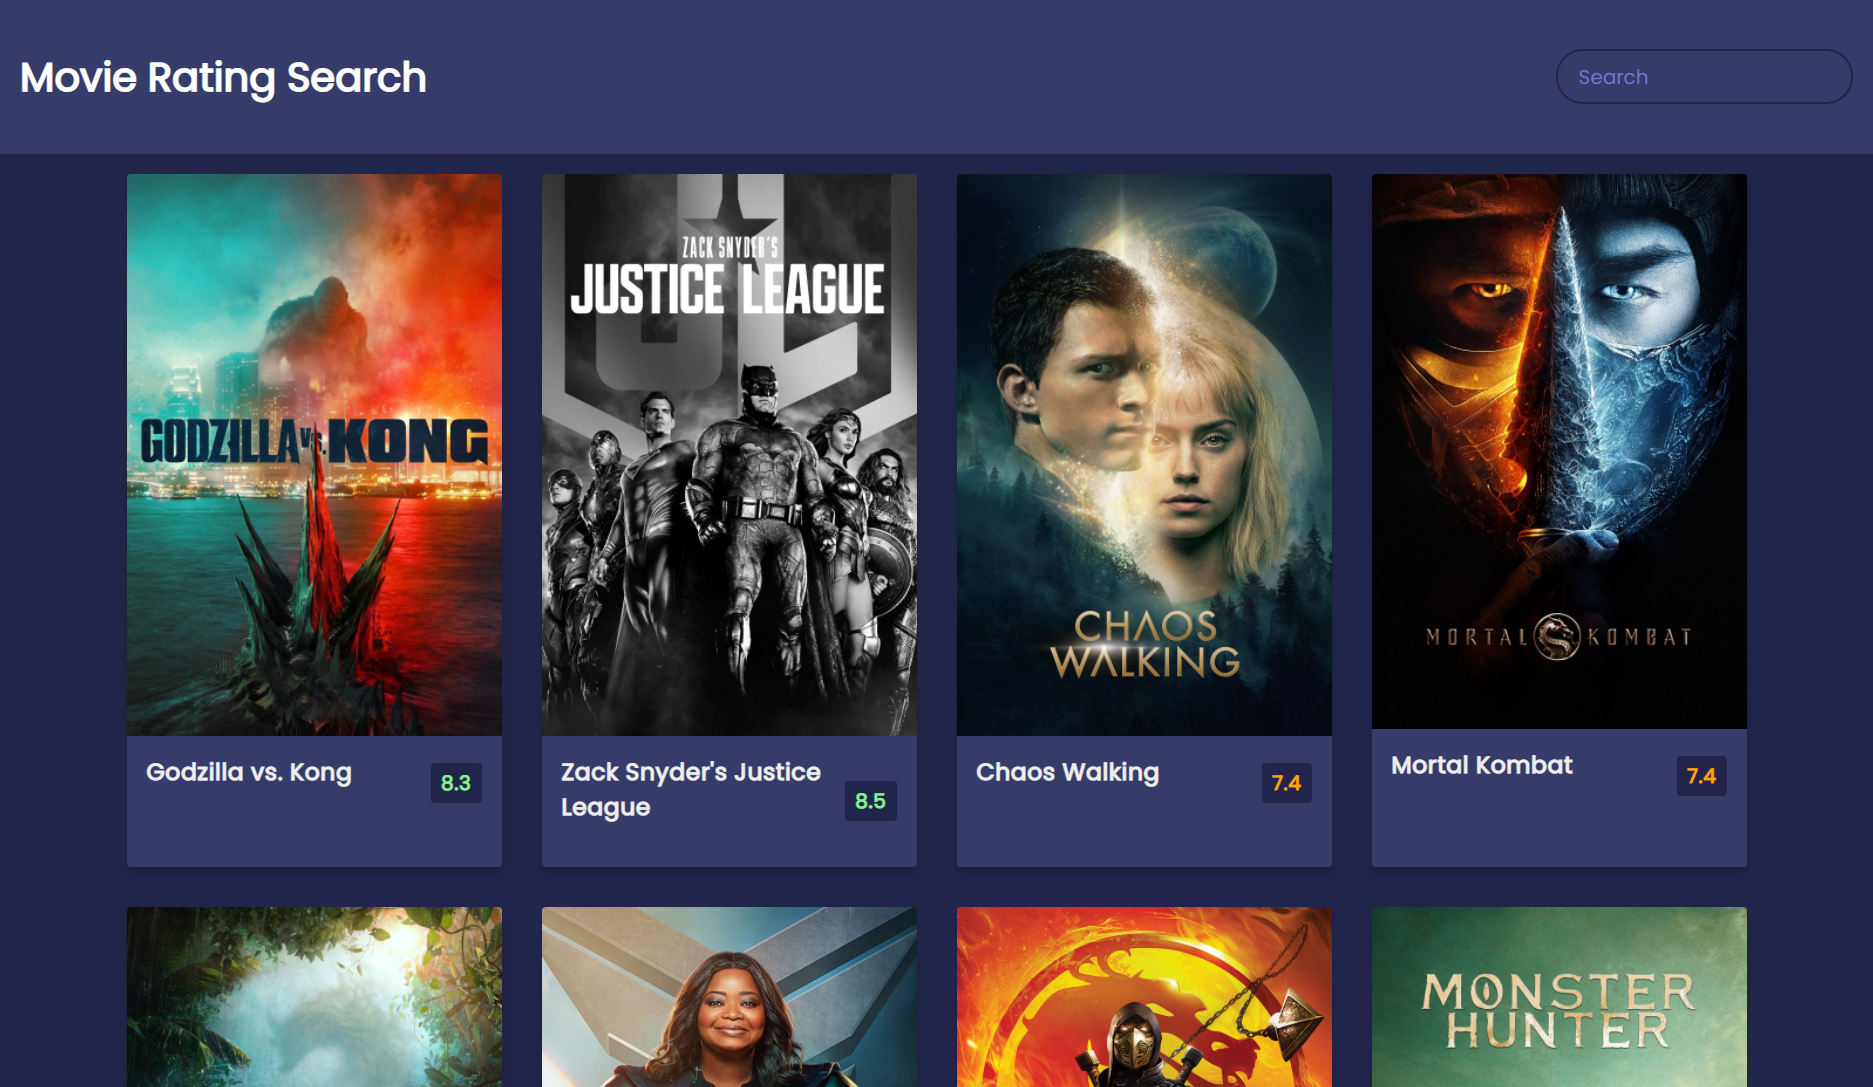 Movie Rating Search
Search
GODZILLA vs. KONG
ZACK SNYDER'S
JUSTICE LEAGUE
CHAOS
WALKING
MORTAL KOMBAT
Godzilla vs. Kong
8.3
Zack Snyder's Justice
League
8.5
Chaos Walking
7.4
Mortal Kombat
7.4
MONSTER
HUNTER